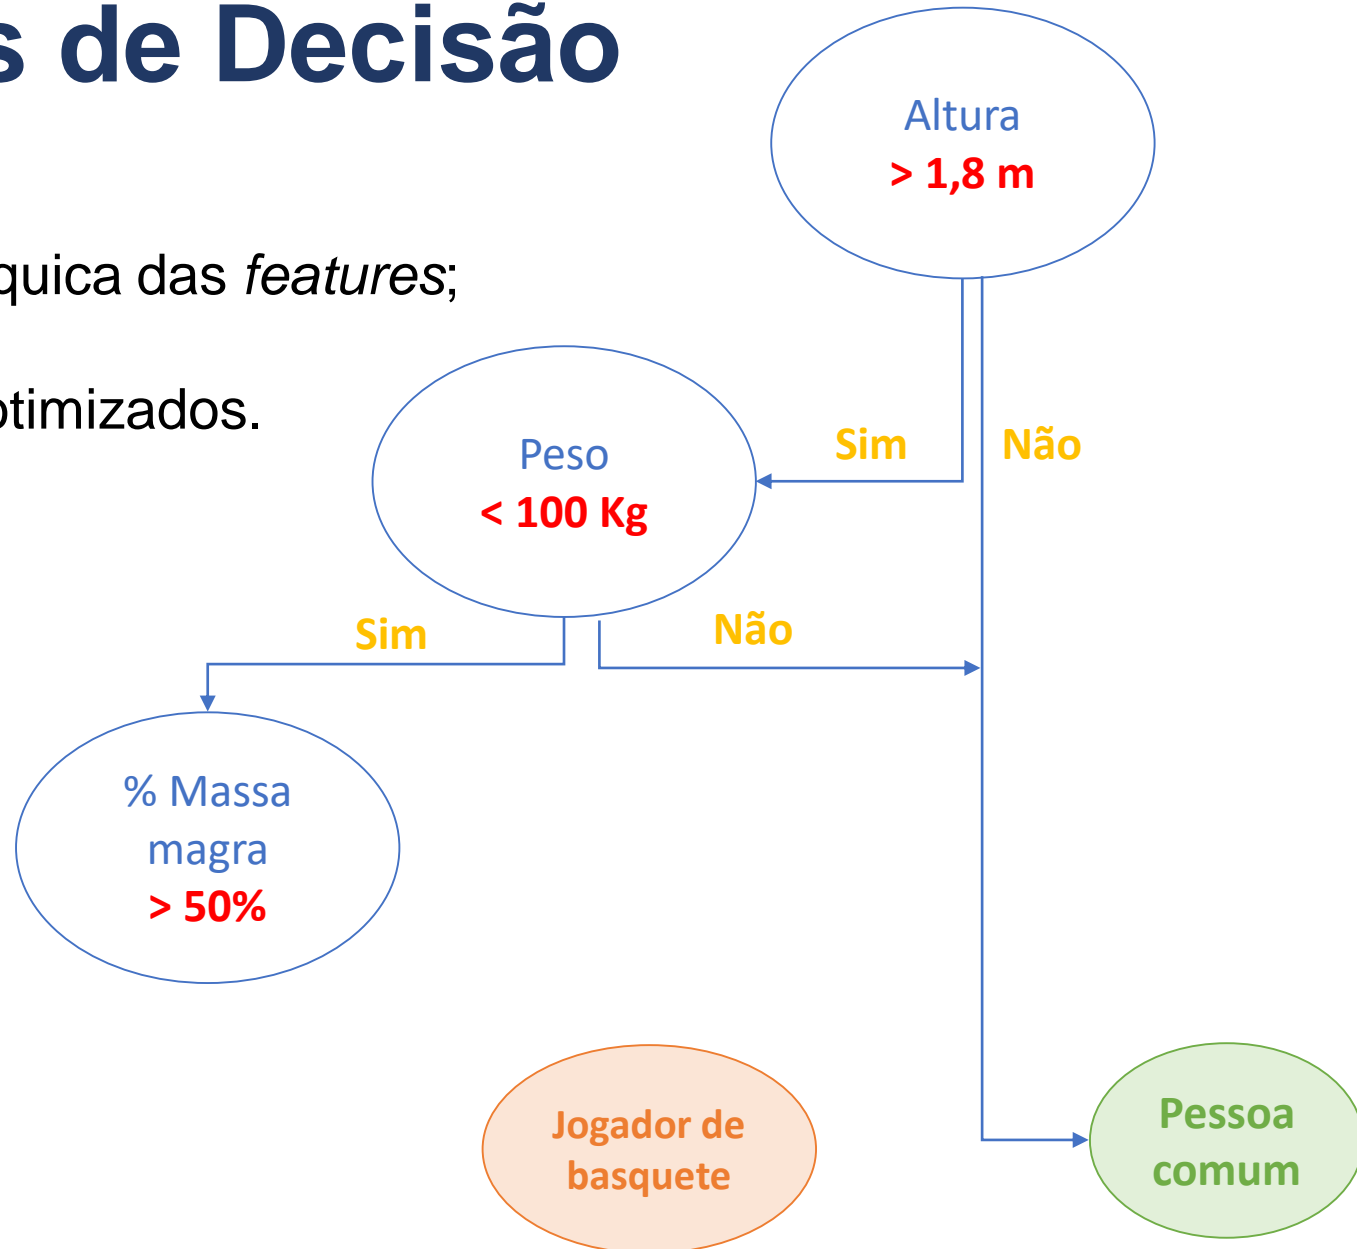 s de Decisão
Altura
> 1,8 m
quica das features;
otimizados.
Peso
< 100 Kg
Sim
Não
Sim
Não
% Massa
magra
> 50%
Jogador de
basquete
Pessoa
comum